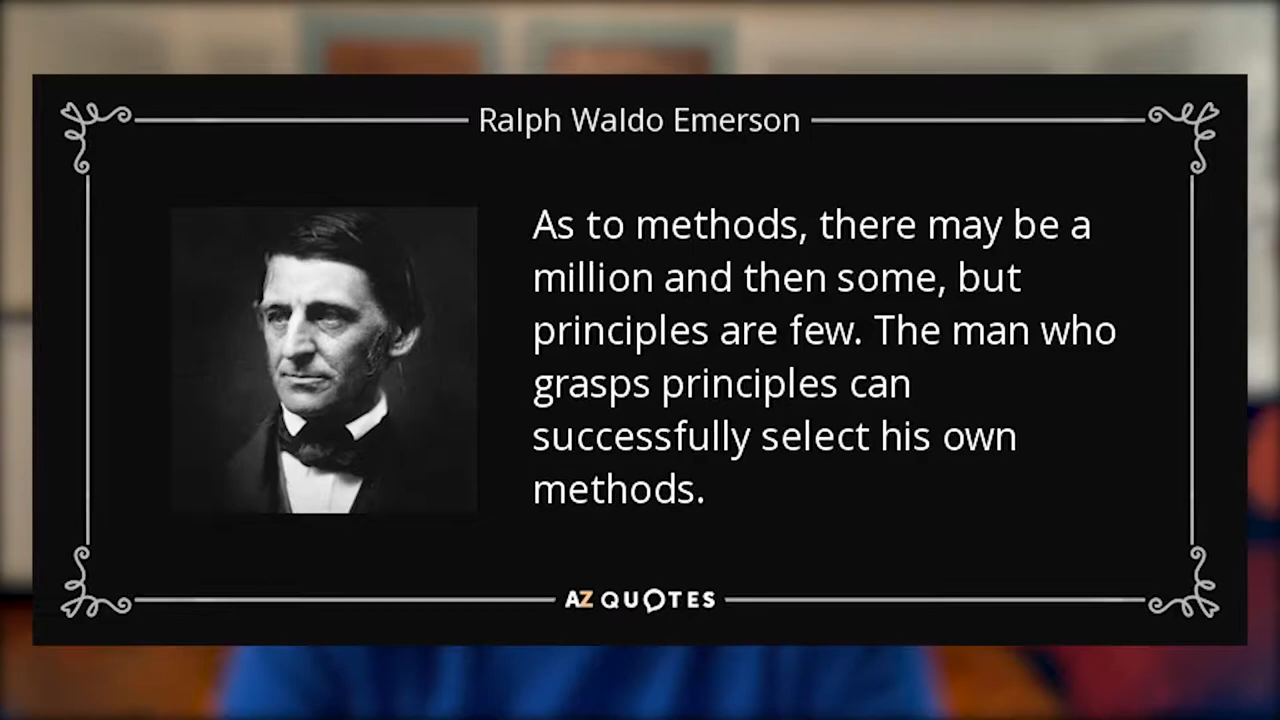 Ralph Waldo Emerson
As to methods, there may be a
million and then some, but
principles are few. The man who
grasps principles can
successfully select his own
methods.
AZ QUOTES